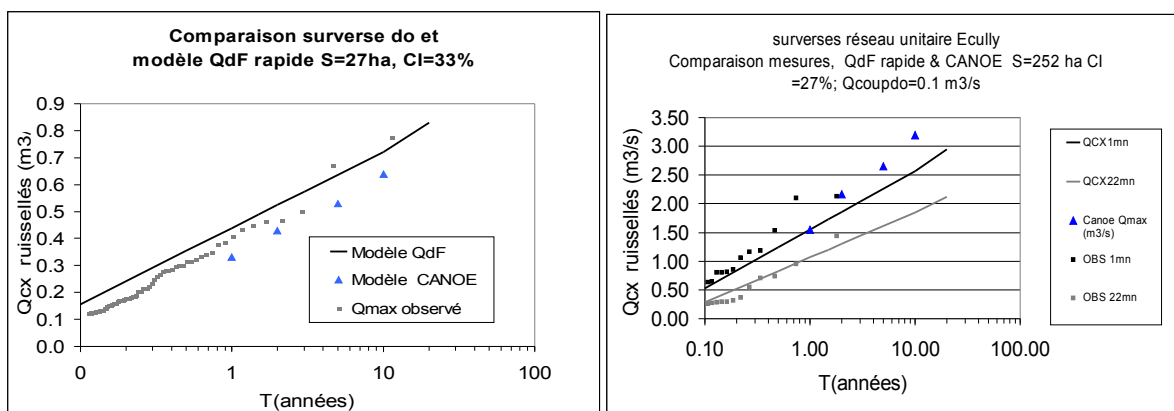 Comparaison surverse do et
modèle QdF rapide S=27ha, CI=33%
0.9
0.8
0.7
0.6
0.5
0.4
0.3
0.2
0.1
0.0
Qcx ruissellés (m3/
0
1
10
100
T(années)
Modèle QdF
Modèle CANOE
Qmax observé
surverses réseau unitaire Ecully
Comparaison mesures, QdF rapide & CANOE S=252 ha CI
=27%; Qcoupdo=0.1 m3/s
3.50
3.00
2.50
2.00
1.50
1.00
0.50
0.00
Qcx ruissellés (m3/s)
0.10
1.00
10.00
100.00
T(années)
QCX1mn
QCX22mn
Canoe Qmax
(m3/s)
OBS 1mn
OBS 22mn